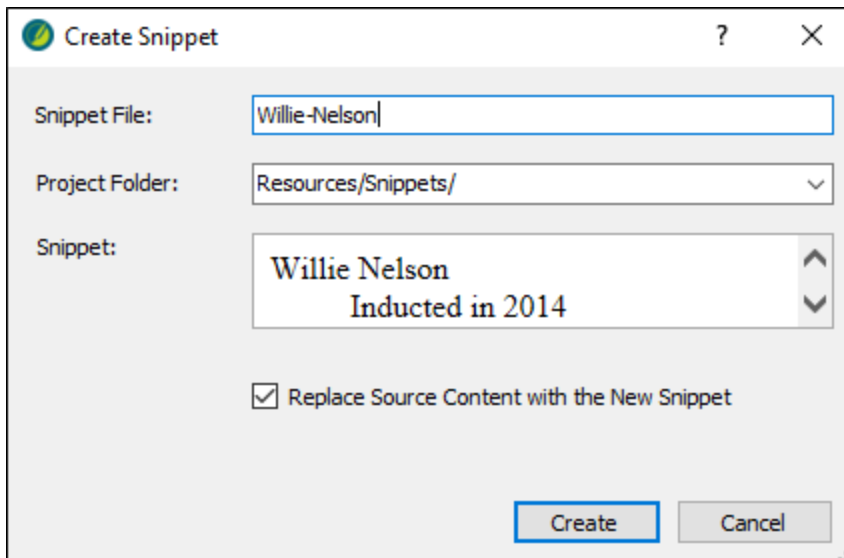 Create Snippet
Snippet File: Willie-Nelson
Project Folder: Resources/Snippets/
Snippet: Willie Nelson
Inducted in 2014
Replace Source Content with the New Snippet
Create Cancel